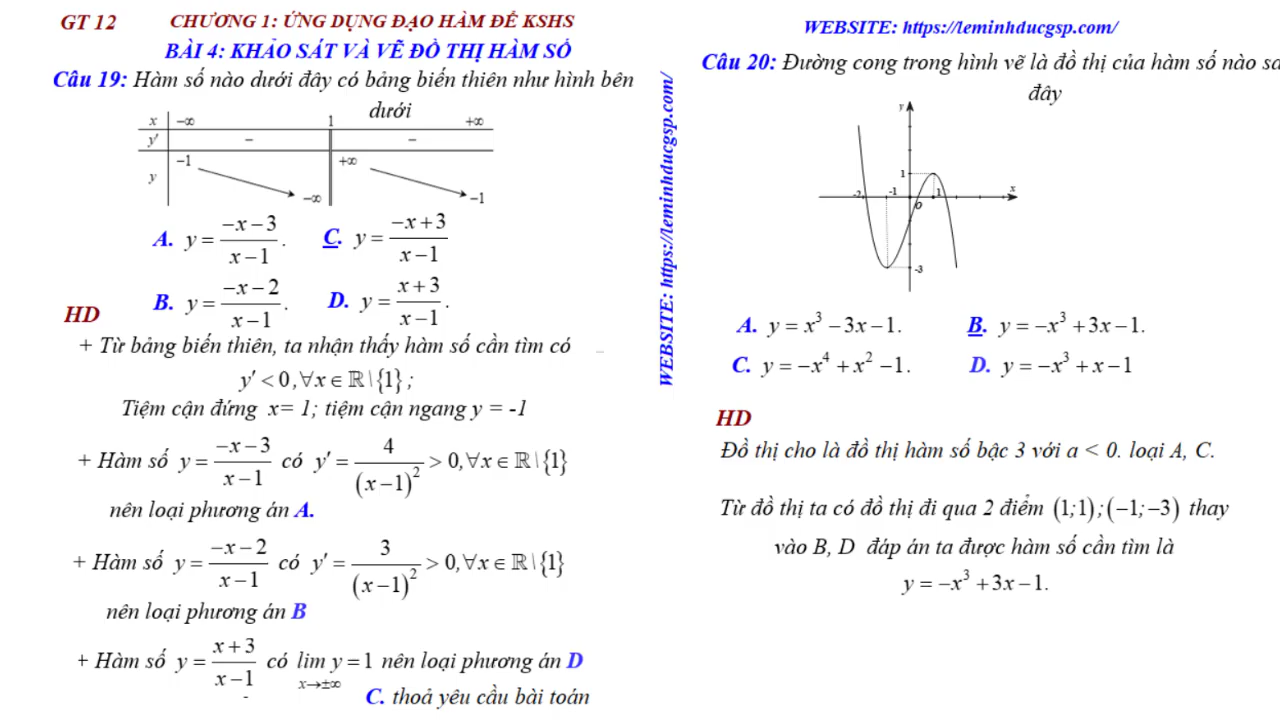 GT 12 CHƯƠNG 1: ỨNG DỤNG ĐẠO HÀM ĐỂ KSHS
BÀI 4: KHẢO SÁT VÀ VẼ ĐỒ THỊ HÀM SỐ
Câu 19: Hàm số nào dưới đây có bảng biến thiên như hình bên
dưới
x −∞ 1 +∞
y' − −
y −1 −∞ +∞ −1
A. y = (−x−3)/(x−1). C. y = (−x+3)/(x−1)
B. y = (−x−2)/(x−1). D. y = (x+3)/(x−1).
HD
+ Từ bảng biến thiên, ta nhận thấy hàm số cần tìm có
y' < 0, ∀x ∈ ℝ\{1};
Tiệm cận đứng x= 1; tiệm cận ngang y = -1
+ Hàm số y = (−x−3)/(x−1) có y' = 4/(x−1)² > 0, ∀x ∈ ℝ\{1}
nên loại phương án A.
+ Hàm số y = (−x−2)/(x−1) có y' = 3/(x−1)² > 0, ∀x ∈ ℝ\{1}
nên loại phương án B
+ Hàm số y = (x+3)/(x−1) có lim y = 1 nên loại phương án D
x→±∞
C. thoả yêu cầu bài toán
WEBSITE: https://leminhducgsp.com/
WEBSITE: https://leminhducgsp.com/
Câu 20: Đường cong trong hình vẽ là đồ thị của hàm số nào sa
đây
y
1
-2 -1 O 1 x
-3
A. y = x³ − 3x − 1. B. y = −x³ + 3x − 1.
C. y = −x⁴ + x² − 1. D. y = −x³ + x − 1
HD
Đồ thị cho là đồ thị hàm số bậc 3 với a < 0. loại A, C.
Từ đồ thị ta có đồ thị đi qua 2 điểm (1;1);(−1;−3) thay
vào B, D đáp án ta được hàm số cần tìm là
y = −x³ + 3x − 1.